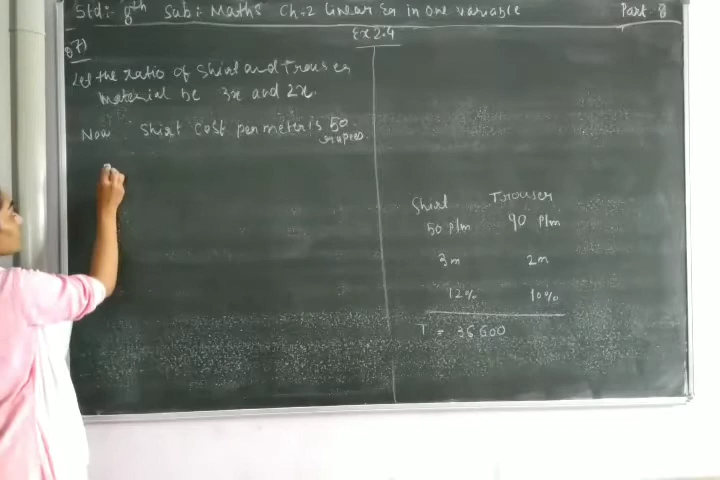 Std: 8th Sub: Maths Ch.2 Linear Eq in One variable Part 8
Ex 2.4
Q7)
Let the ratio of Shirt and Trouser
material be 3x and 2x.
Now Shirt Cost per meter is 50
rupees.
Shirt Trouser
50 P/m 90 P/m
3m 2m
12% 10%
T = 36600